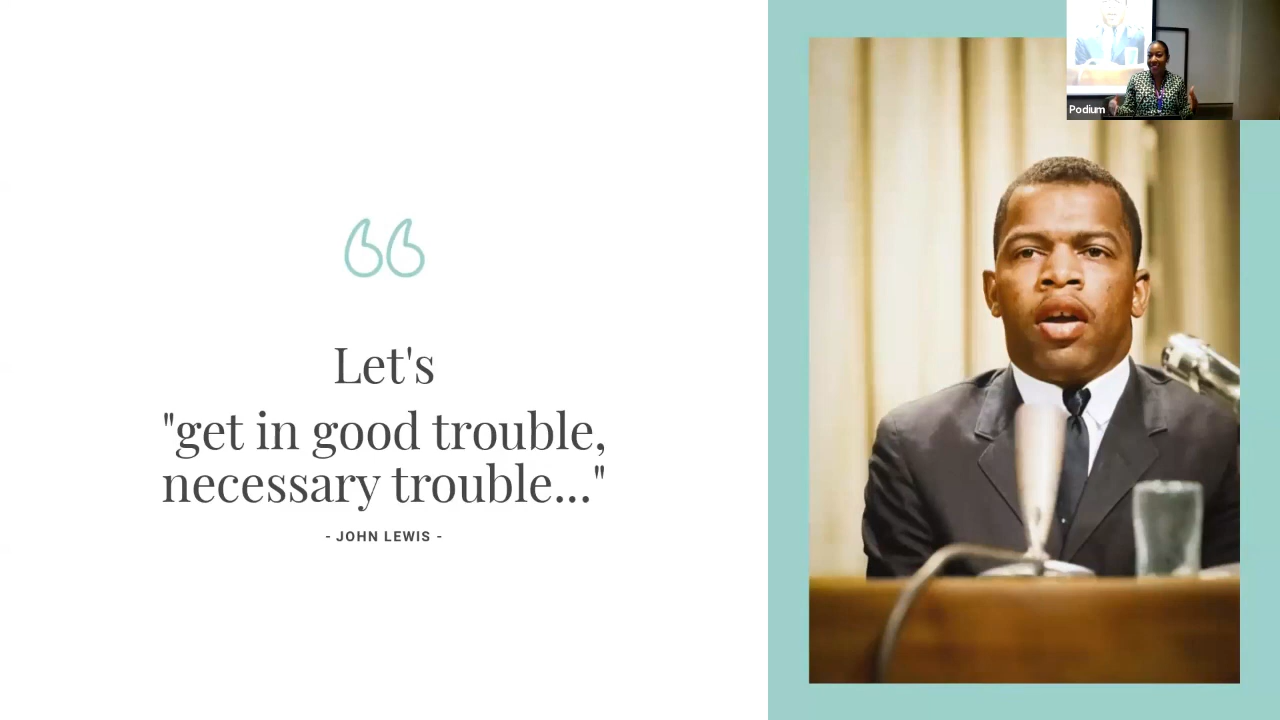 Podium
Let's
"get in good trouble,
necessary trouble..."
- JOHN LEWIS -